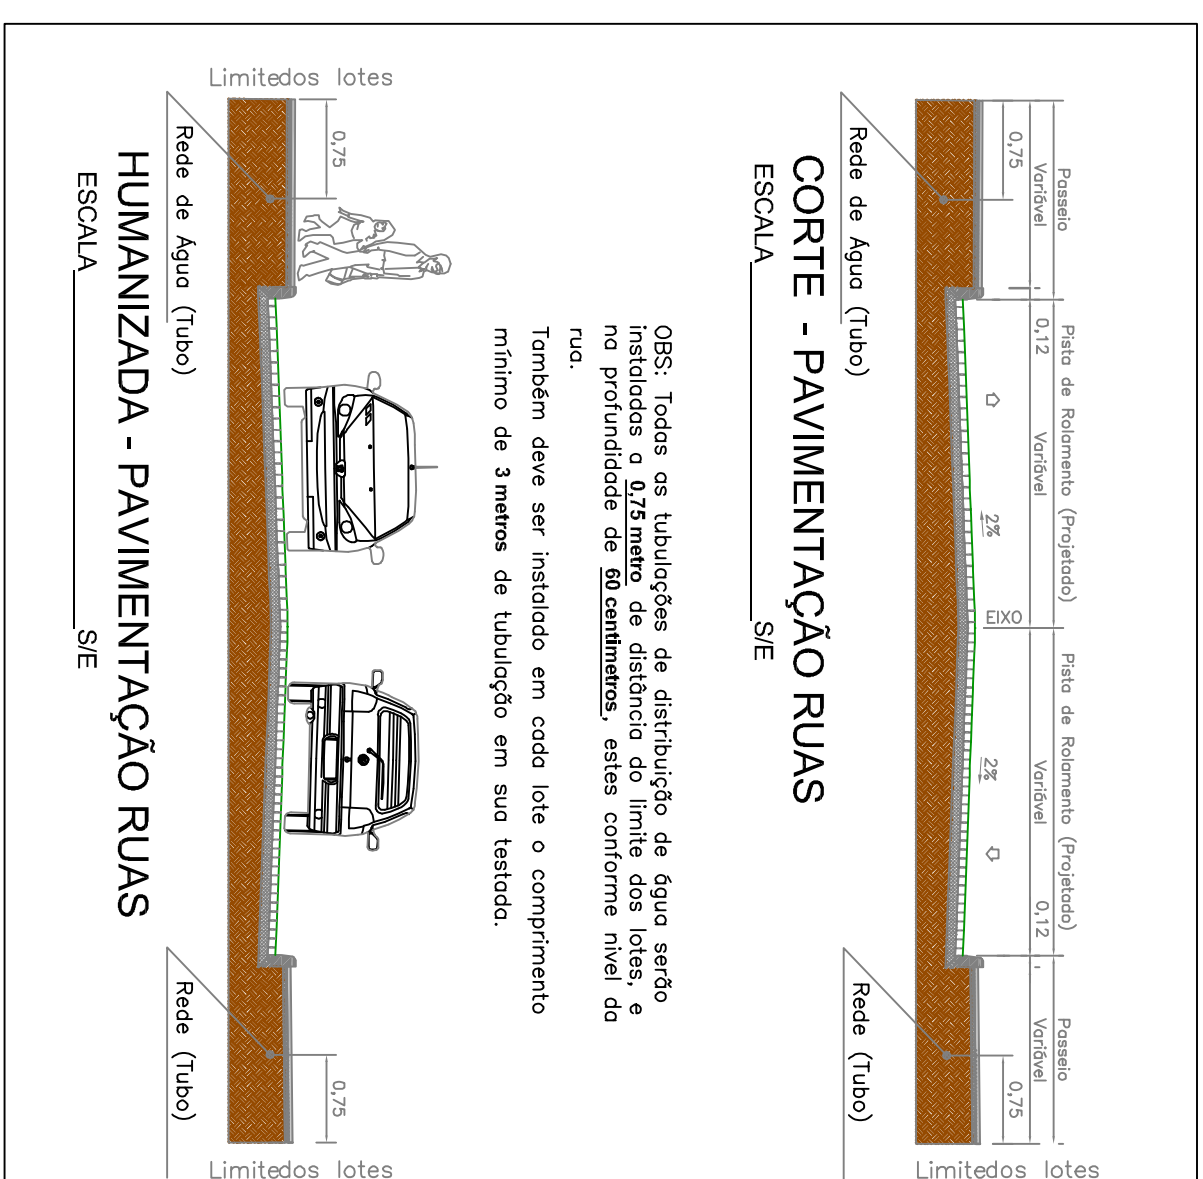 Limitedos lotes
Passeio
Variável
0,75
Rede de Água (Tubo)
Pista de Rolamento (Projetado)
0,12
Variável
2%
EIXO
Pista de Rolamento (Projetado)
Variável
2%
0,12
Passeio
Variável
0,75
Rede (Tubo)
Limitedos lotes
CORTE - PAVIMENTAÇÃO RUAS
ESCALA S/E
OBS: Todas as tubulações de distribuição de água serão
instaladas a 0,75 metro de distância do limite dos lotes, e
na profundidade de 60 centimetros, estes conforme nivel da
rua.
Também deve ser instalado em cada lote o comprimento
mínimo de 3 metros de tubulação em sua testada.
0,75
Rede de Água (Tubo)
0,75
Rede (Tubo)
Limitedos lotes
HUMANIZADA - PAVIMENTAÇÃO RUAS
ESCALA S/E